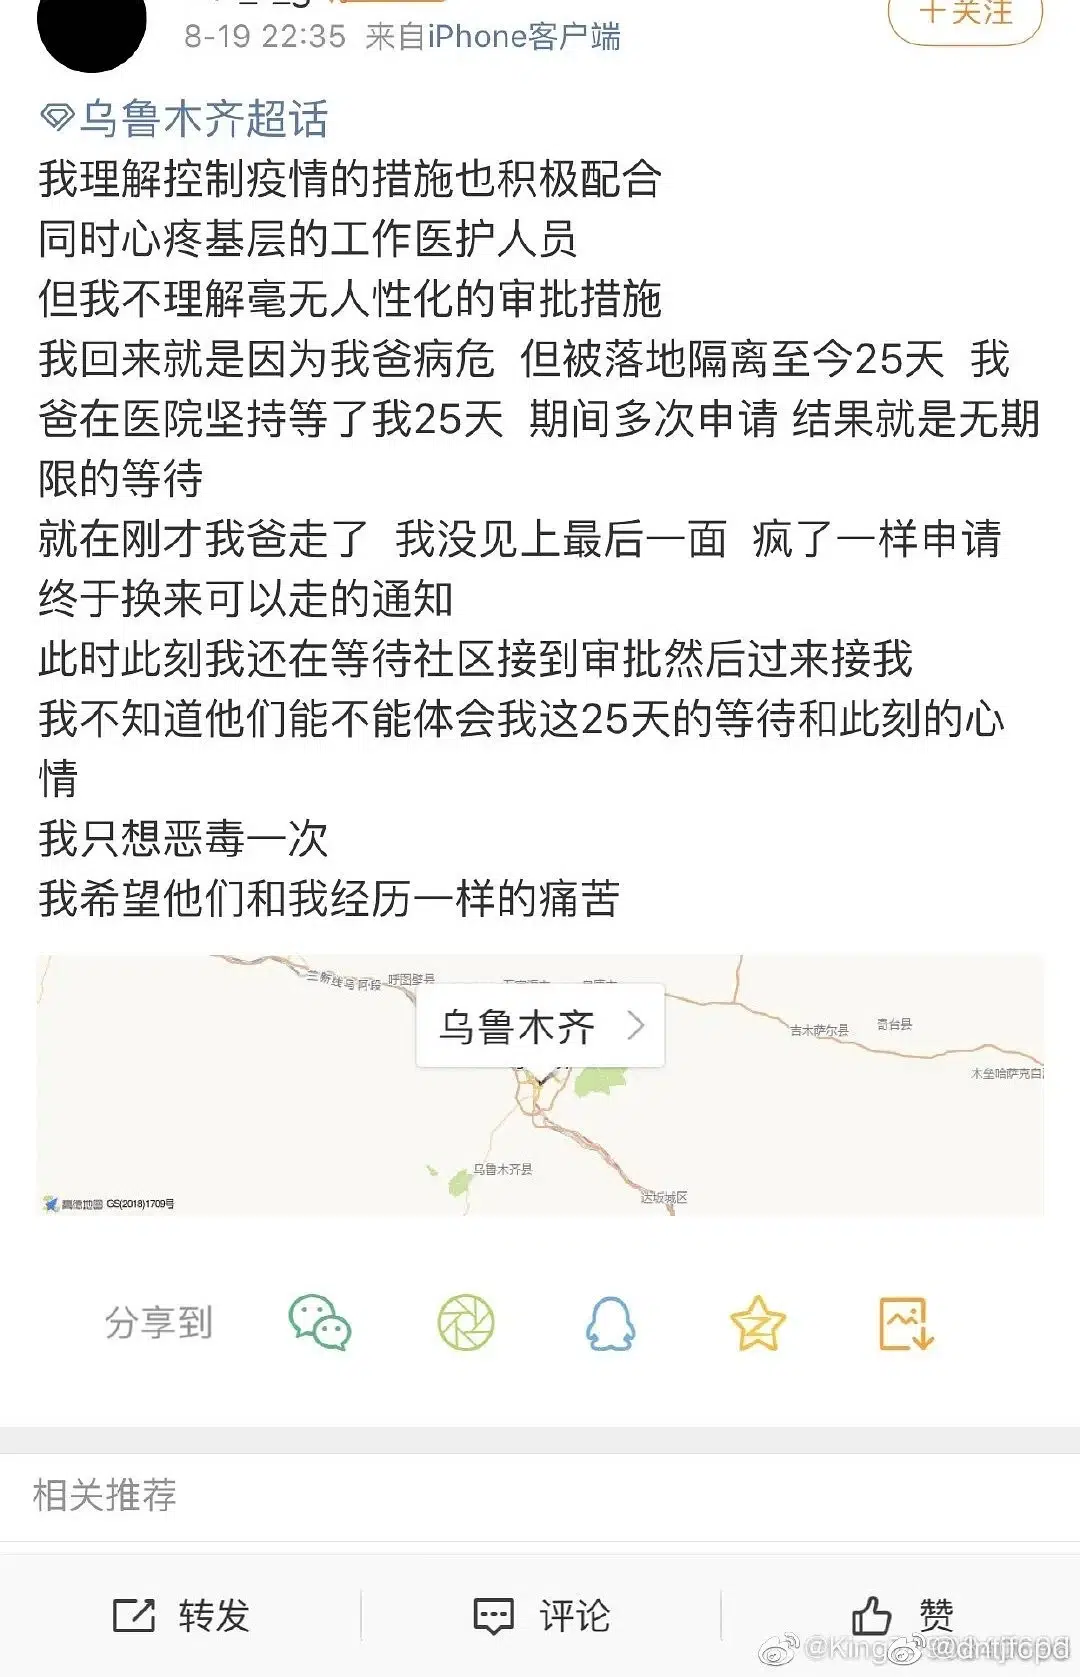 8-19 22:35 来自iPhone客户端
+关注
乌鲁木齐超话
我理解控制疫情的措施也积极配合
同时心疼基层的工作医护人员
但我不理解毫无人性化的审批措施
我回来就是因为我爸病危 但被落地隔离至今25天 我
爸在医院坚持等了我25天 期间多次申请 结果就是无期
限的等待
就在刚才我爸走了 我没见上最后一面 疯了一样申请
终于换来可以走的通知
此时此刻我还在等待社区接到审批然后过来接我
我不知道他们能不能体会我这25天的等待和此刻的心
情
我只想恶毒一次
我希望他们和我经历一样的痛苦
兰新线乌阿段
呼图壁县
乌鲁木齐
吉木萨尔县
奇台县
乌鲁木齐县
达坂城区
高德地图 GS(2018)1709号
分享到
相关推荐
转发
评论
赞